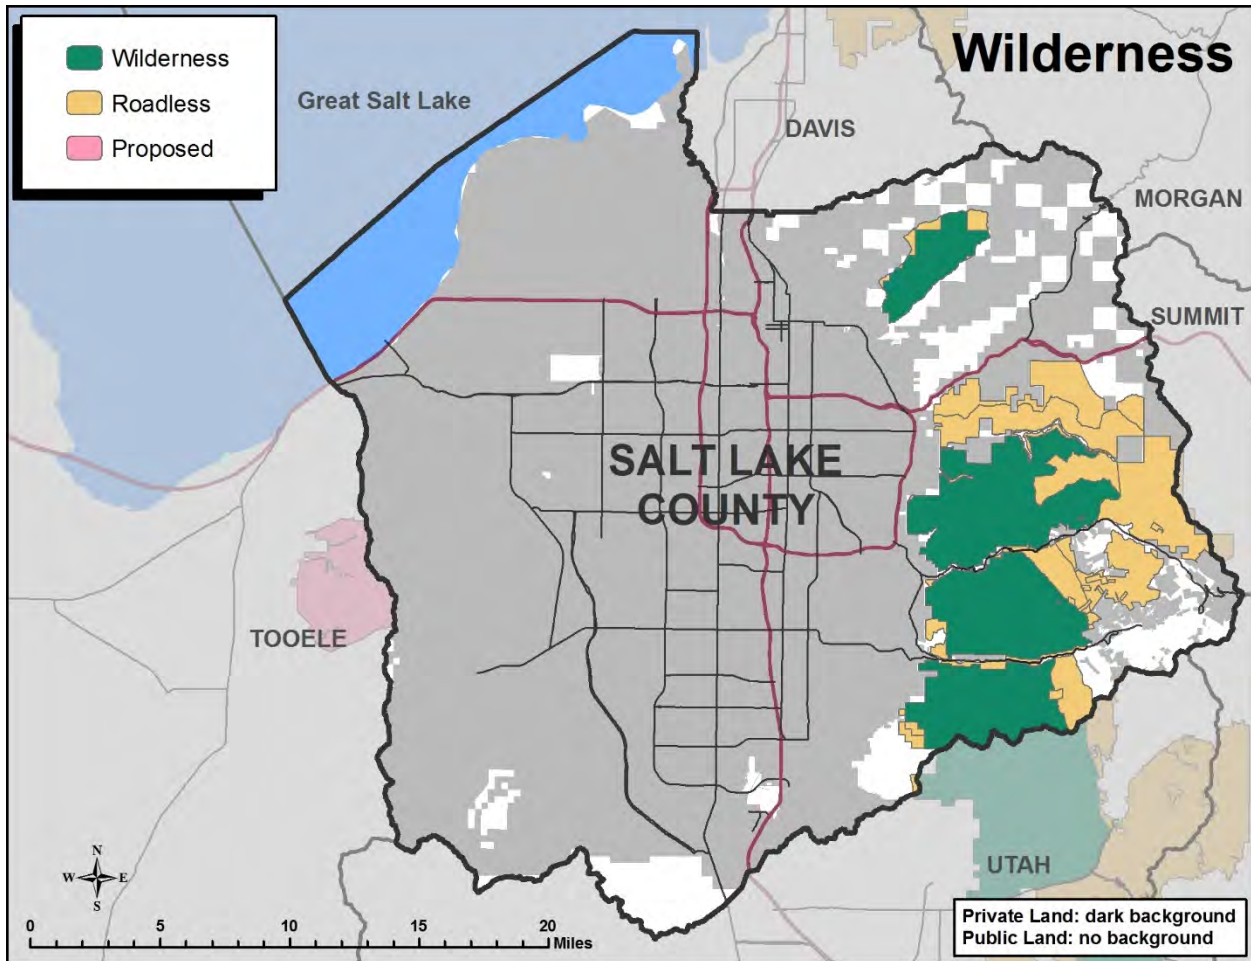 Wilderness
Wilderness
Roadless
Proposed
Great Salt Lake
DAVIS
MORGAN
SUMMIT
SALT LAKE
COUNTY
TOOELE
UTAH
N
W E
S
0 5 10 15 20
Miles
Private Land: dark background
Public Land: no background